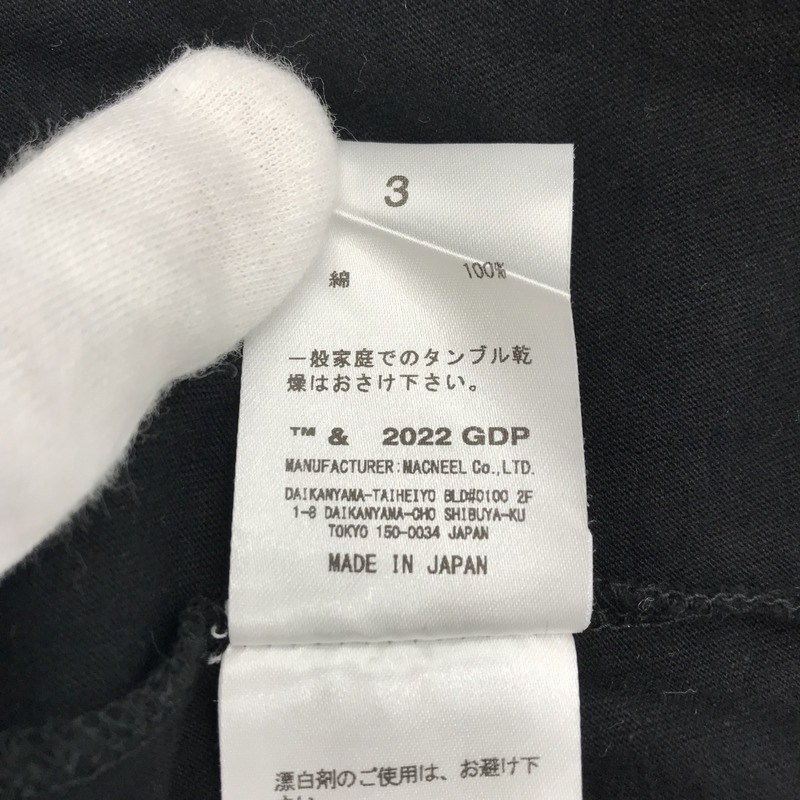 3
綿 100%
一般家庭でのタンブル乾
燥はおさけ下さい。
™ & 2022 GDP
MANUFACTURER:MACNEEL Co.,LTD.
DAIKANYAMA-TAIHEIYO BLD#0100 2F
1-8 DAIKANYAMA-CHO SHIBUYA-KU
TOKYO 150-0034 JAPAN
MADE IN JAPAN
漂白剤のご使用は、お避け下
さい